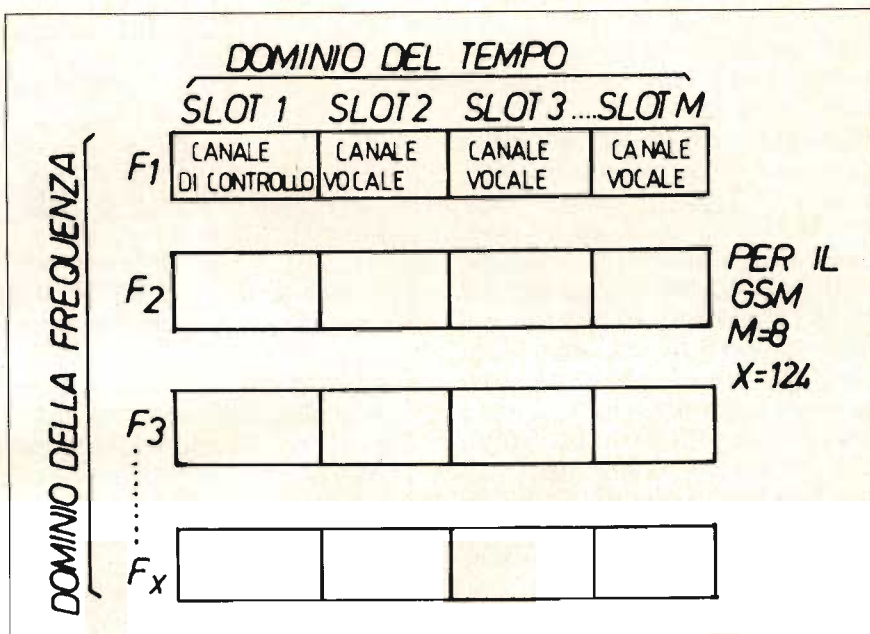 DOMINIO DEL TEMPO
SLOT 1 SLOT 2 SLOT 3 .... SLOT M
DOMINIO DELLA FREQUENZA
F1 CANALE DI CONTROLLO CANALE VOCALE CANALE VOCALE CANALE VOCALE
F2
PER IL
GSM
M=8
X=124
F3
Fx